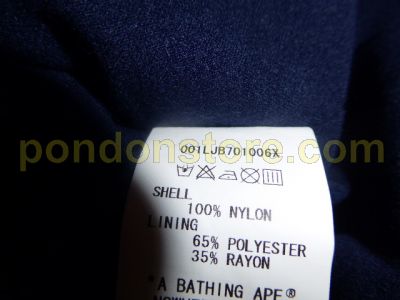 001LJB701006X
pondonstore.com
SHELL
100% NYLON
LINING
65% POLYESTER
35% RAYON
"A BATHING APE®